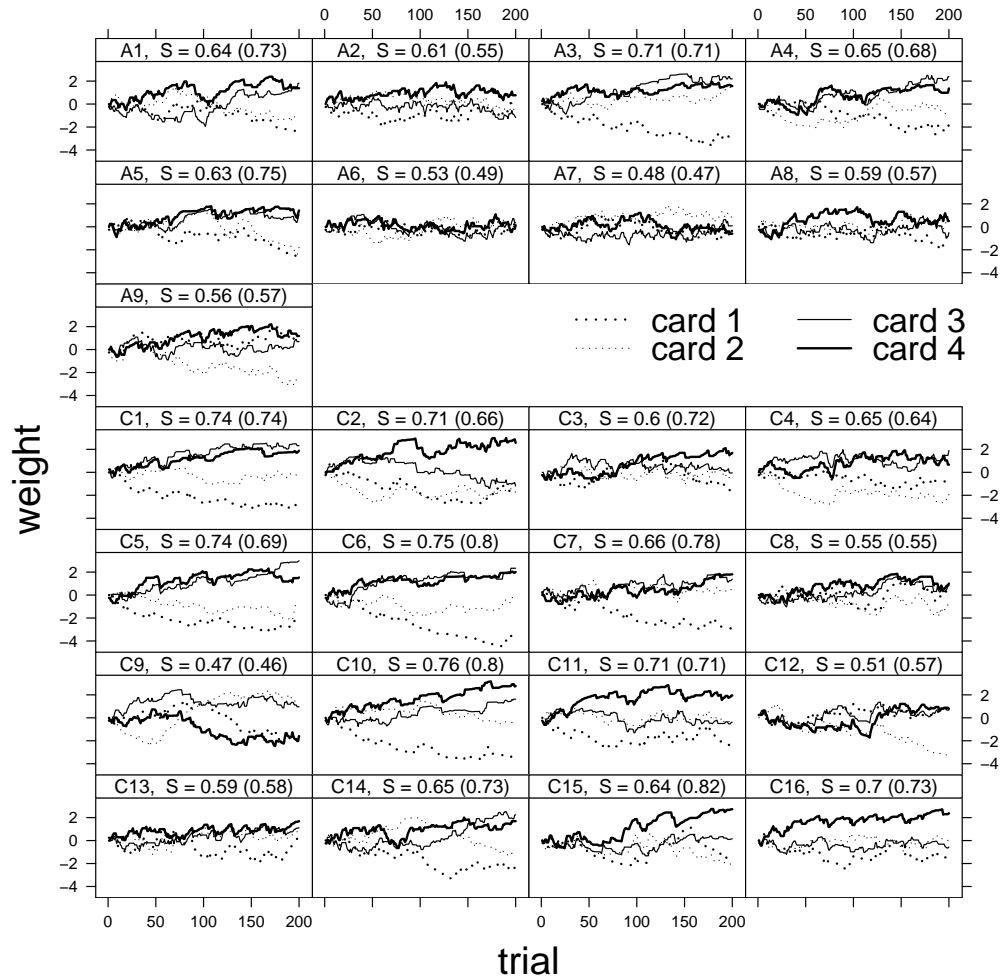 0 50 100 150 200 0 50 100 150 200
A1, S = 0.64 (0.73) A2, S = 0.61 (0.55) A3, S = 0.71 (0.71) A4, S = 0.65 (0.68)
2
0
−2
−4
A5, S = 0.63 (0.75) A6, S = 0.53 (0.49) A7, S = 0.48 (0.47) A8, S = 0.59 (0.57)
2
0
−2
−4
A9, S = 0.56 (0.57)
2
0
−2
−4
card 1 card 3
card 2 card 4
weight
C1, S = 0.74 (0.74) C2, S = 0.71 (0.66) C3, S = 0.6 (0.72) C4, S = 0.65 (0.64)
2
0
−2
−4
C5, S = 0.74 (0.69) C6, S = 0.75 (0.8) C7, S = 0.66 (0.78) C8, S = 0.55 (0.55)
2
0
−2
−4
C9, S = 0.47 (0.46) C10, S = 0.76 (0.8) C11, S = 0.71 (0.71) C12, S = 0.51 (0.57)
2
0
−2
−4
C13, S = 0.59 (0.58) C14, S = 0.65 (0.73) C15, S = 0.64 (0.82) C16, S = 0.7 (0.73)
2
0
−2
−4
0 50 100 150 200 0 50 100 150 200
trial